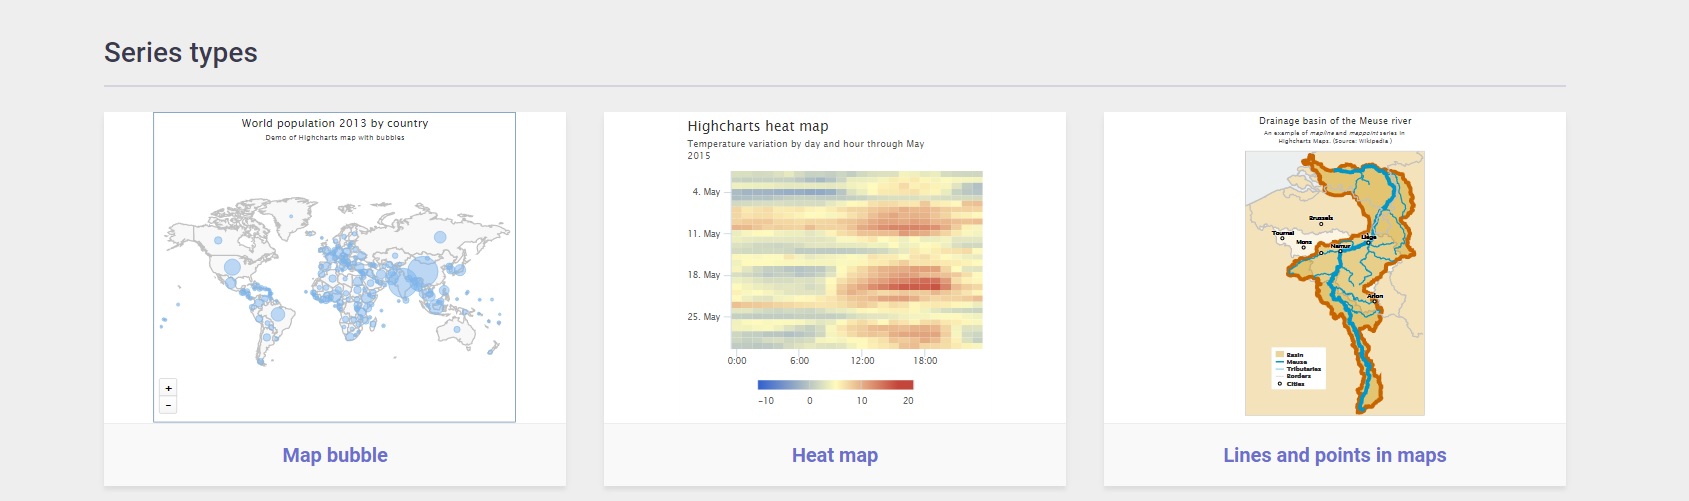 Series types
World population 2013 by country
Demo of Highcharts map with bubbles
+
−
Map bubble
Highcharts heat map
Temperature variation by day and hour through May
2015
4. May
11. May
18. May
25. May
0:00 6:00 12:00 18:00
−10 0 10 20
Heat map
Drainage basin of the Meuse river
An example of mapline and mappoint series in
Highcharts Maps. (Source: Wikipedia)
Brussels
Tournai
Mons
Namur
Liège
Arlon
Basin
Meuse
Tributaries
Borders
Cities
Lines and points in maps